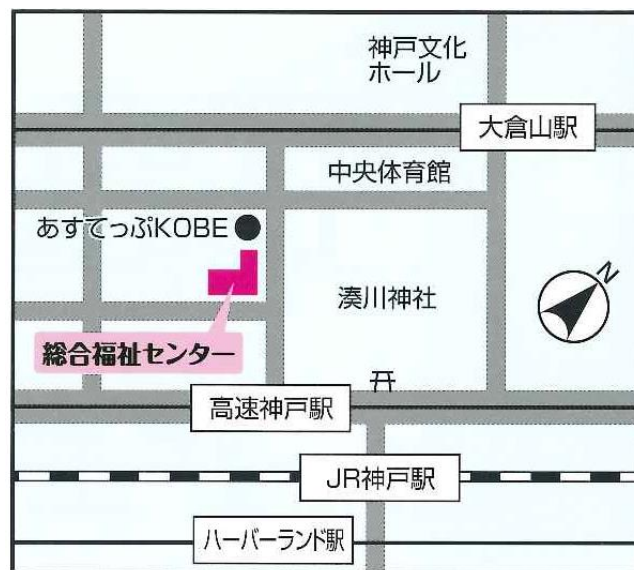 神戸文化
ホール
大倉山駅
中央体育館
あすてっぷKOBE
湊川神社
N
総合福祉センター
高速神戸駅
JR神戸駅
ハーバーランド駅